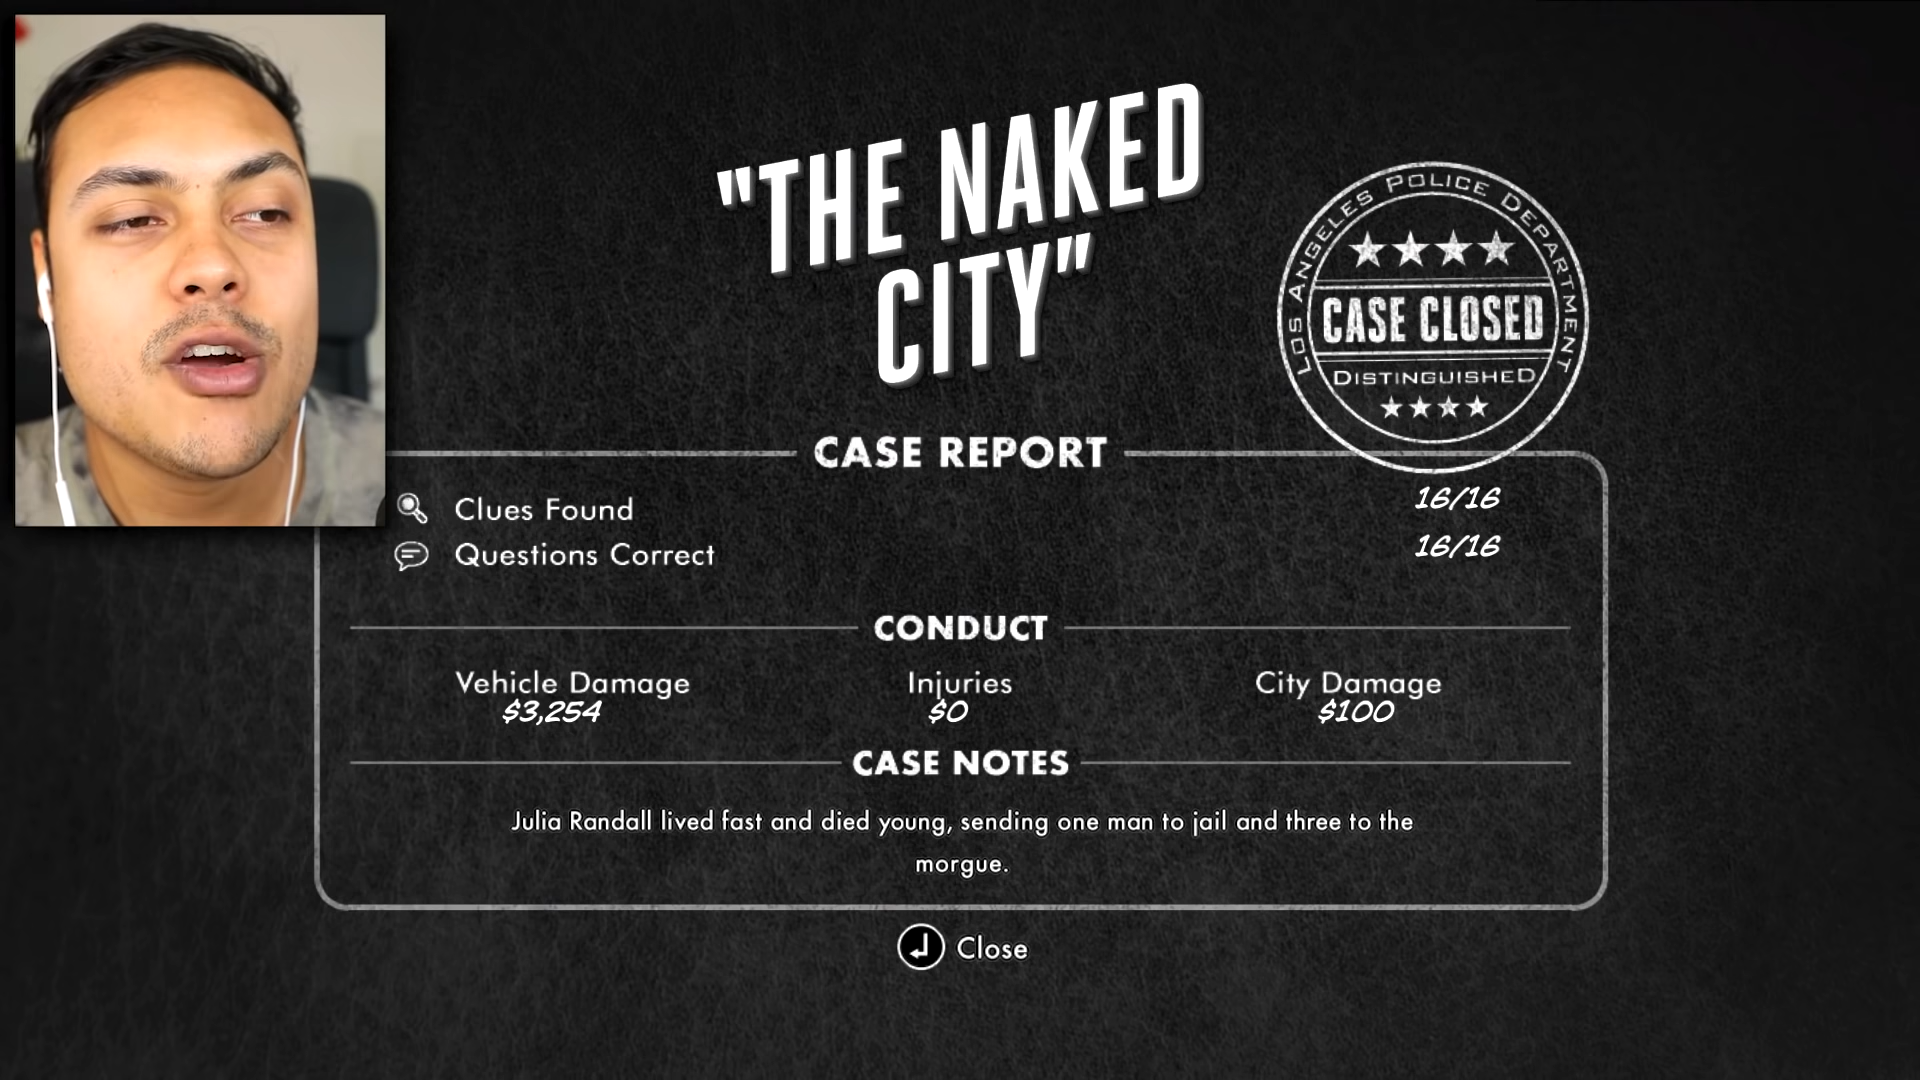 "THE NAKED
CITY"
LOS ANGELES POLICE DEPARTMENT
CASE CLOSED
DISTINGUISHED
CASE REPORT
Clues Found 16/16
Questions Correct 16/16
CONDUCT
Vehicle Damage Injuries City Damage
$3,254 $0 $100
CASE NOTES
Julia Randall lived fast and died young, sending one man to jail and three to the
morgue.
Close